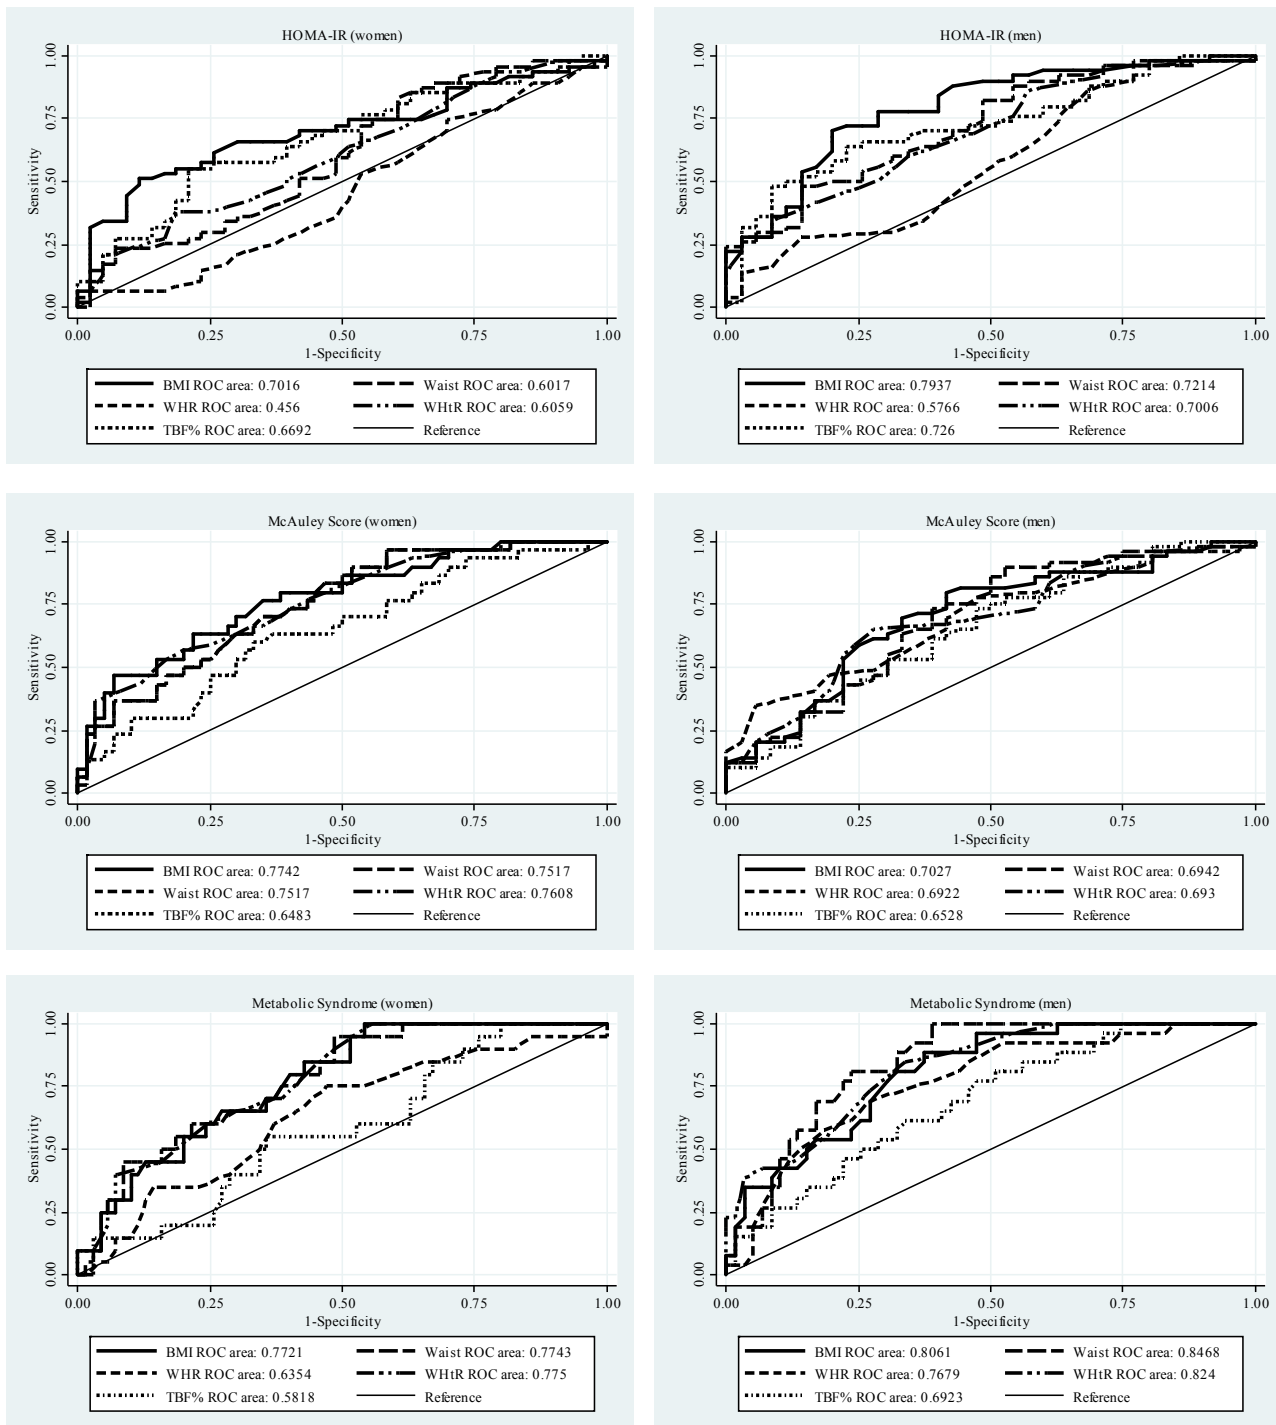 HOMA-IR (women)
Sensitivity
0.00 0.25 0.50 0.75 1.00
0.00 0.25 0.50 0.75 1.00
1-Specificity
BMI ROC area: 0.7016 Waist ROC area: 0.6017
WHR ROC area: 0.456 WHtR ROC area: 0.6059
TBF% ROC area: 0.6692 Reference
HOMA-IR (men)
Sensitivity
0.00 0.25 0.50 0.75 1.00
0.00 0.25 0.50 0.75 1.00
1-Specificity
BMI ROC area: 0.7937 Waist ROC area: 0.7214
WHR ROC area: 0.5766 WHtR ROC area: 0.7006
TBF% ROC area: 0.726 Reference
McAuley Score (women)
Sensitivity
0.00 0.25 0.50 0.75 1.00
0.00 0.25 0.50 0.75 1.00
1-Specificity
BMI ROC area: 0.7742 Waist ROC area: 0.7517
Waist ROC area: 0.7517 WHtR ROC area: 0.7608
TBF% ROC area: 0.6483 Reference
McAuley Score (men)
Sensitivity
0.00 0.25 0.50 0.75 1.00
0.00 0.25 0.50 0.75 1.00
1-Specificity
BMI ROC area: 0.7027 Waist ROC area: 0.6942
WHR ROC area: 0.6922 WHtR ROC area: 0.693
TBF% ROC area: 0.6528 Reference
Metabolic Syndrome (women)
Sensitivity
0.00 0.25 0.50 0.75 1.00
0.00 0.25 0.50 0.75 1.00
1-Specificity
BMI ROC area: 0.7721 Waist ROC area: 0.7743
WHR ROC area: 0.6354 WHtR ROC area: 0.775
TBF% ROC area: 0.5818 Reference
Metabolic Syndrome (men)
Sensitivity
0.00 0.25 0.50 0.75 1.00
0.00 0.25 0.50 0.75 1.00
1-Specificity
BMI ROC area: 0.8061 Waist ROC area: 0.8468
WHR ROC area: 0.7679 WHtR ROC area: 0.824
TBF% ROC area: 0.6923 Reference